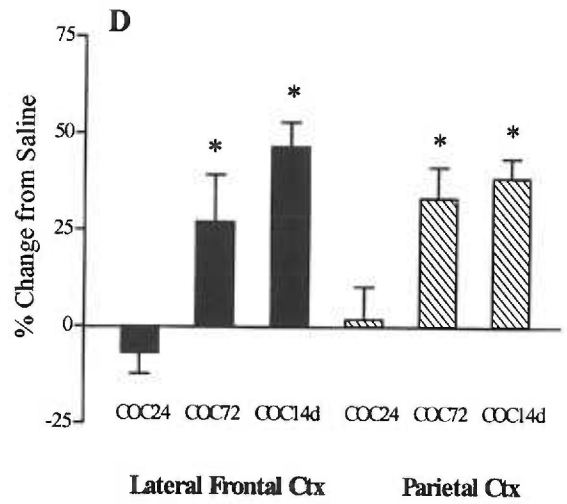 D
75
50
25
0
-25
% Change from Saline
* * * *
COC24 COC72 COC14d COC24 COC72 COC14d
Lateral Frontal Ctx Parietal Ctx